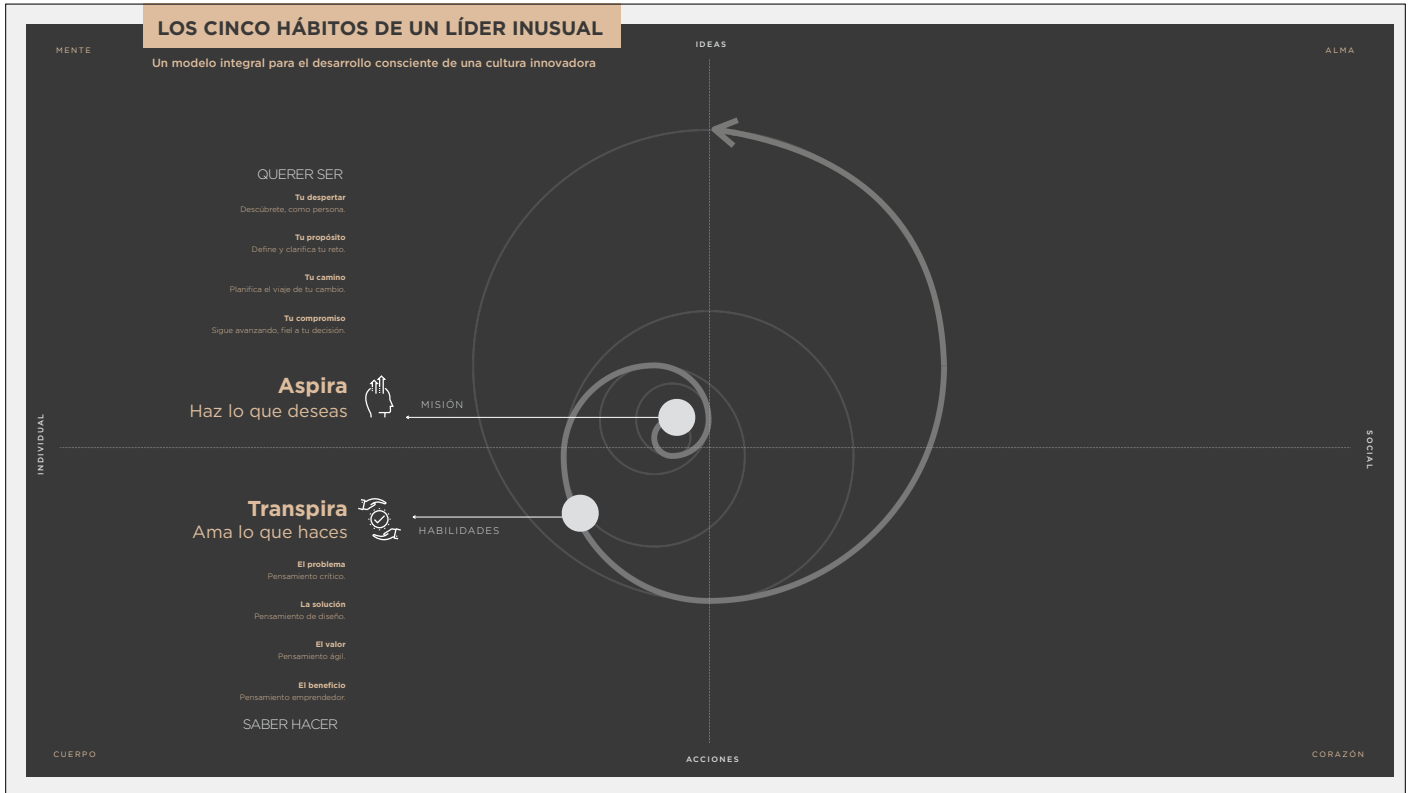 LOS CINCO HÁBITOS DE UN LÍDER INUSUAL
Un modelo integral para el desarrollo consciente de una cultura innovadora
MENTE
IDEAS
ALMA
QUERER SER
Tu despertar
Descúbrete, como persona.
Tu propósito
Define y clarifica tu reto.
Tu camino
Planifica el viaje de tu cambio.
Tu compromiso
Sigue avanzando, fiel a tu decisión.
Aspira
Haz lo que deseas
MISIÓN
INDIVIDUAL
SOCIAL
Transpira
Ama lo que haces
HABILIDADES
El problema
Pensamiento crítico.
La solución
Pensamiento de diseño.
El valor
Pensamiento ágil.
El beneficio
Pensamiento emprendedor.
SABER HACER
CUERPO
ACCIONES
CORAZÓN